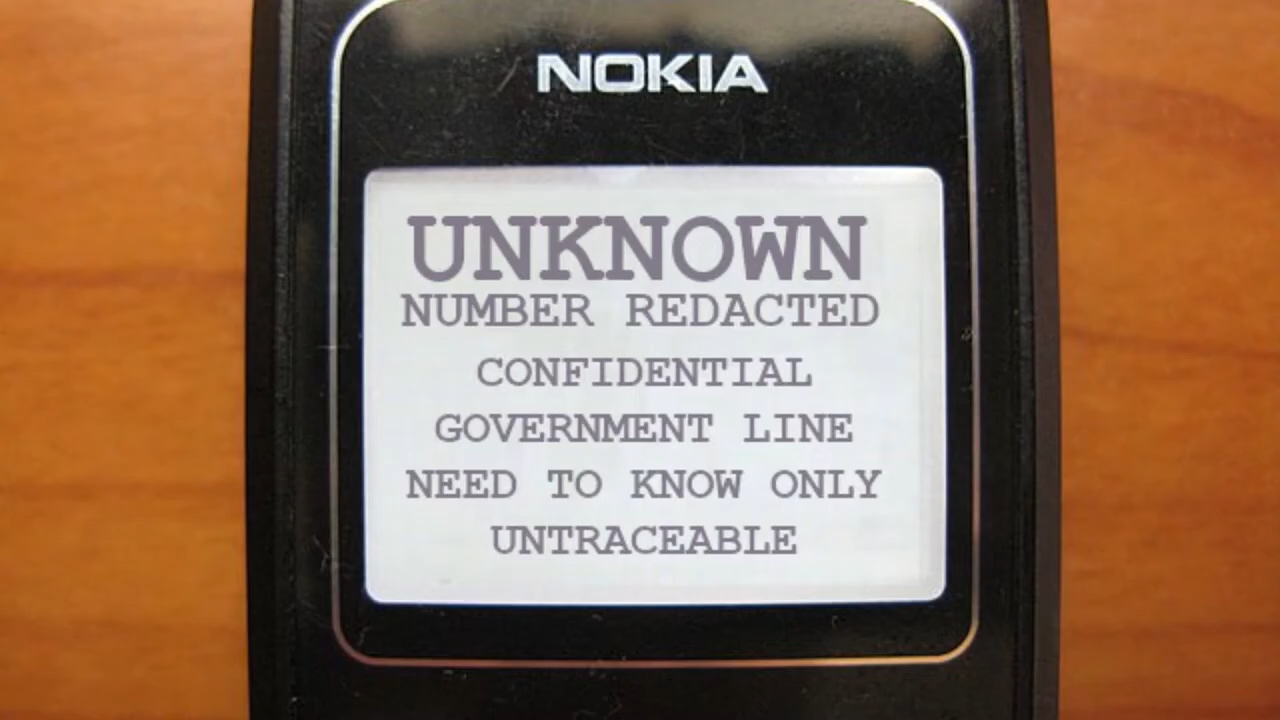 NOKIA
UNKNOWN
NUMBER REDACTED
CONFIDENTIAL
GOVERNMENT LINE
NEED TO KNOW ONLY
UNTRACEABLE